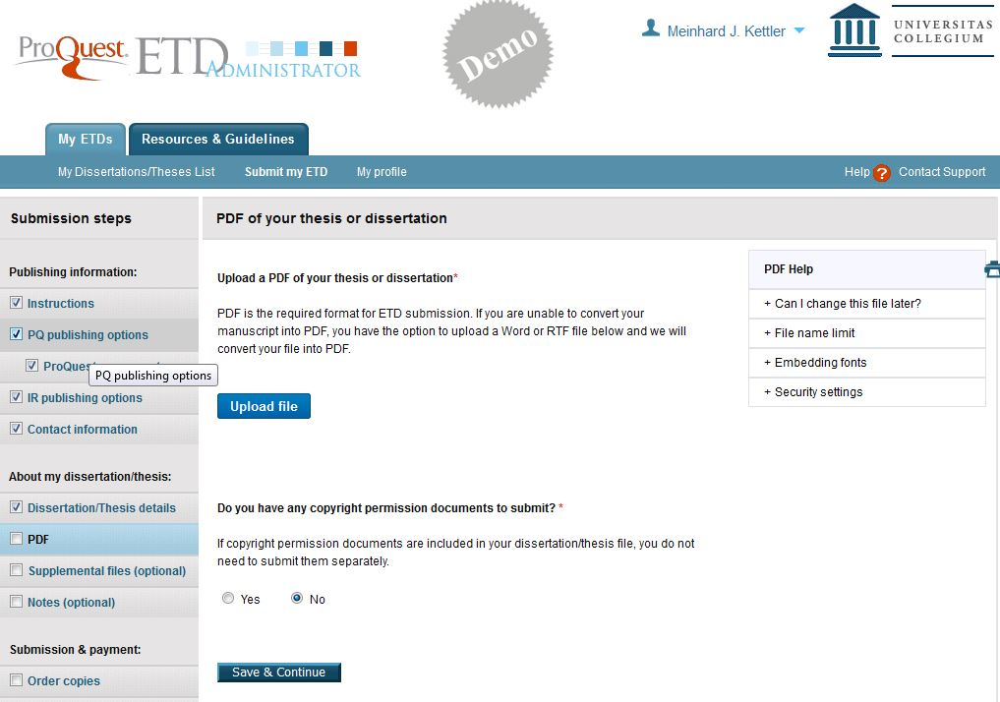 ProQuest ETD ADMINISTRATOR
Demo
Meinhard J. Kettler
UNIVERSITAS
COLLEGIUM
My ETDs
Resources & Guidelines
My Dissertations/Theses List
Submit my ETD
My profile
Help ?
Contact Support
Submission steps
Publishing information:
Instructions
PQ publishing options
ProQues
PQ publishing options
IR publishing options
Contact information
About my dissertation/thesis:
Dissertation/Thesis details
PDF
Supplemental files (optional)
Notes (optional)
Submission & payment:
Order copies
PDF of your thesis or dissertation
Upload a PDF of your thesis or dissertation*
PDF is the required format for ETD submission. If you are unable to convert your
manuscript into PDF, you have the option to upload a Word or RTF file below and we will
convert your file into PDF.
Upload file
Do you have any copyright permission documents to submit? *
If copyright permission documents are included in your dissertation/thesis file, you do not
need to submit them separately.
Yes
No
Save & Continue
PDF Help
+ Can I change this file later?
+ File name limit
+ Embedding fonts
+ Security settings